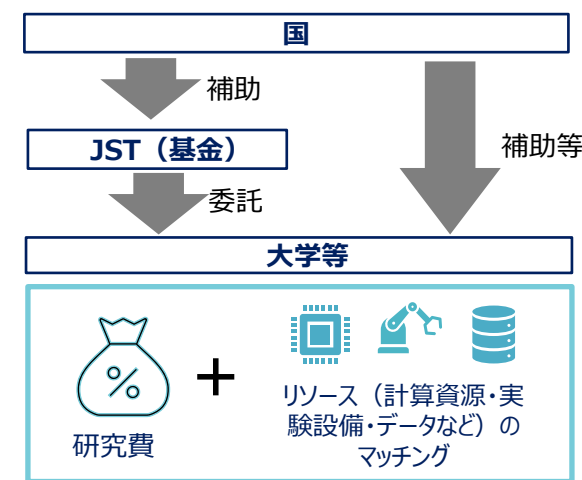 国
補助
JST（基金）
補助等
委託
大学等
%
+
研究費
リソース（計算資源・実
験設備・データなど）の
マッチング